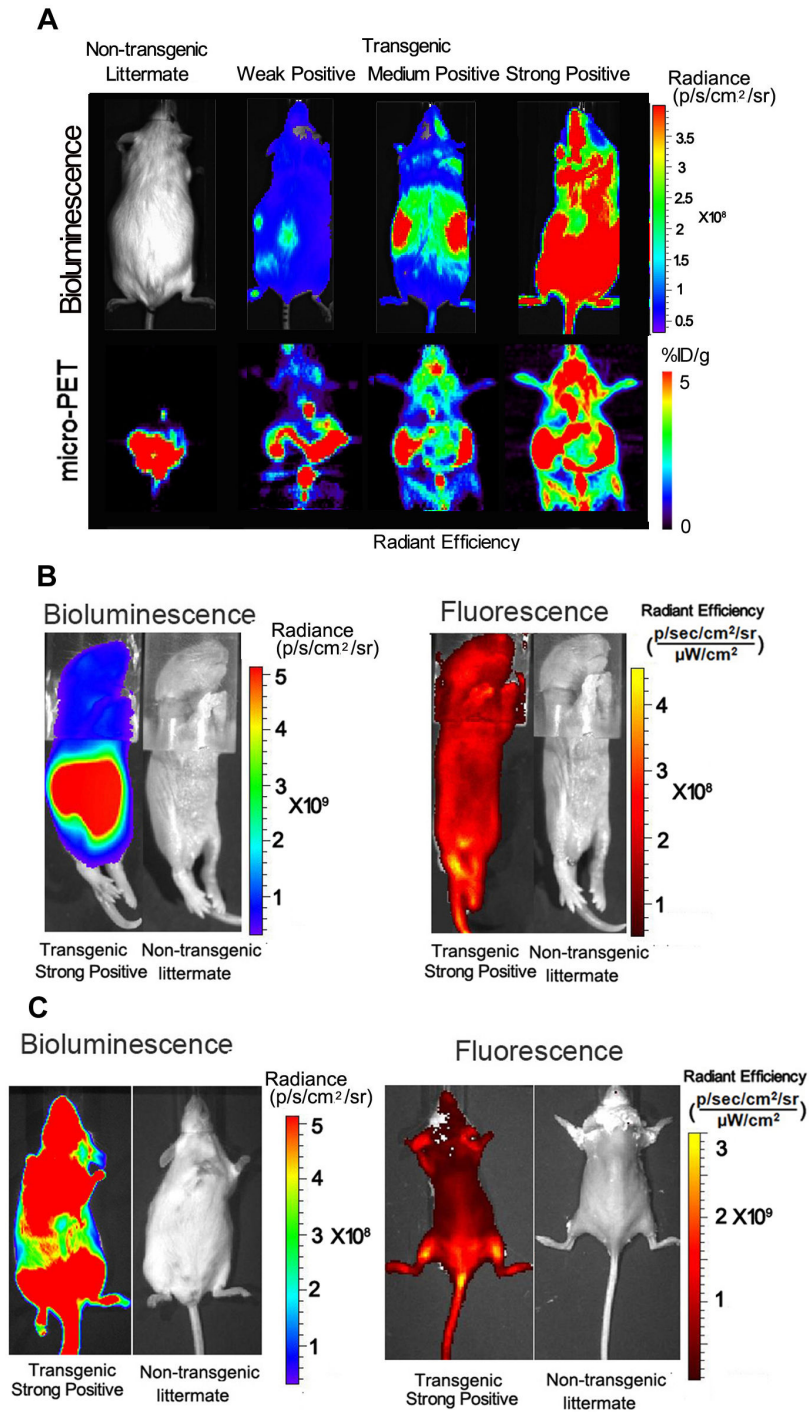 A
Non-transgenic
Littermate
Transgenic
Weak Positive
Medium Positive
Strong Positive
Radiance
(p/s/cm²/sr)
Bioluminescence
3.5
3
2.5
2
1.5
1
0.5
X10⁸
micro-PET
%ID/g
5
0
Radiant Efficiency
B
Bioluminescence
Radiance
(p/s/cm²/sr)
5
4
3
2
1
X10⁹
Transgenic
Strong Positive
Non-transgenic
littermate
Fluorescence
Radiant Efficiency
(p/sec/cm²/sr
µW/cm²)
4
3
2
1
X10⁸
Transgenic
Strong Positive
Non-transgenic
littermate
C
Bioluminescence
Radiance
(p/s/cm²/sr)
5
4
3
2
1
X10⁸
Transgenic
Strong Positive
Non-transgenic
littermate
Fluorescence
Radiant Efficiency
(p/sec/cm²/sr
µW/cm²)
3
2
1
X10⁹
Transgenic
Strong Positive
Non-transgenic
littermate